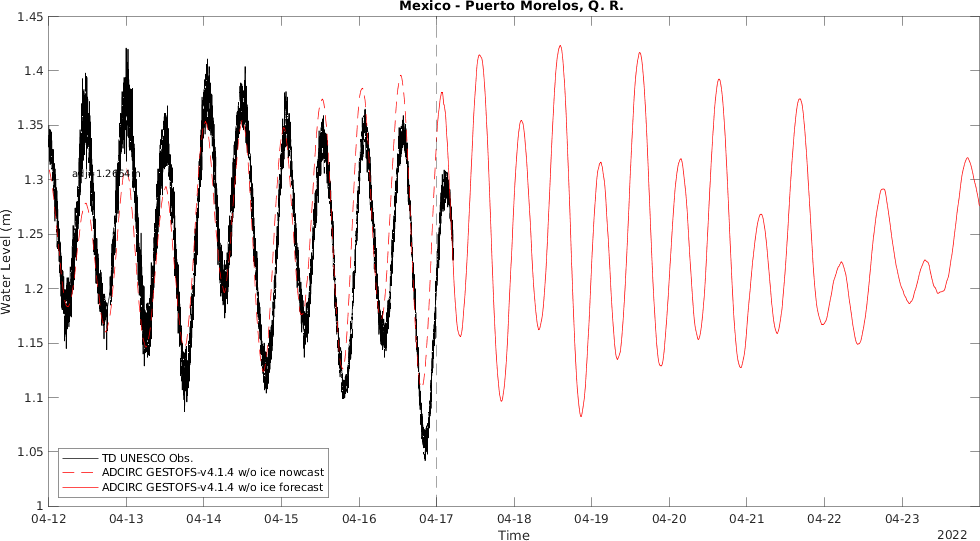 Mexico - Puerto Morelos, Q. R.
1.45
1.4
1.35
1.3
1.25
1.2
1.15
1.1
1.05
1
Water Level (m)
TD UNESCO Obs.
ADCIRC GESTOFS-v4.1.4 w/o ice nowcast
ADCIRC GESTOFS-v4.1.4 w/o ice forecast
04-12 04-13 04-14 04-15 04-16 04-17 04-18 04-19 04-20 04-21 04-22 04-23
Time
2022